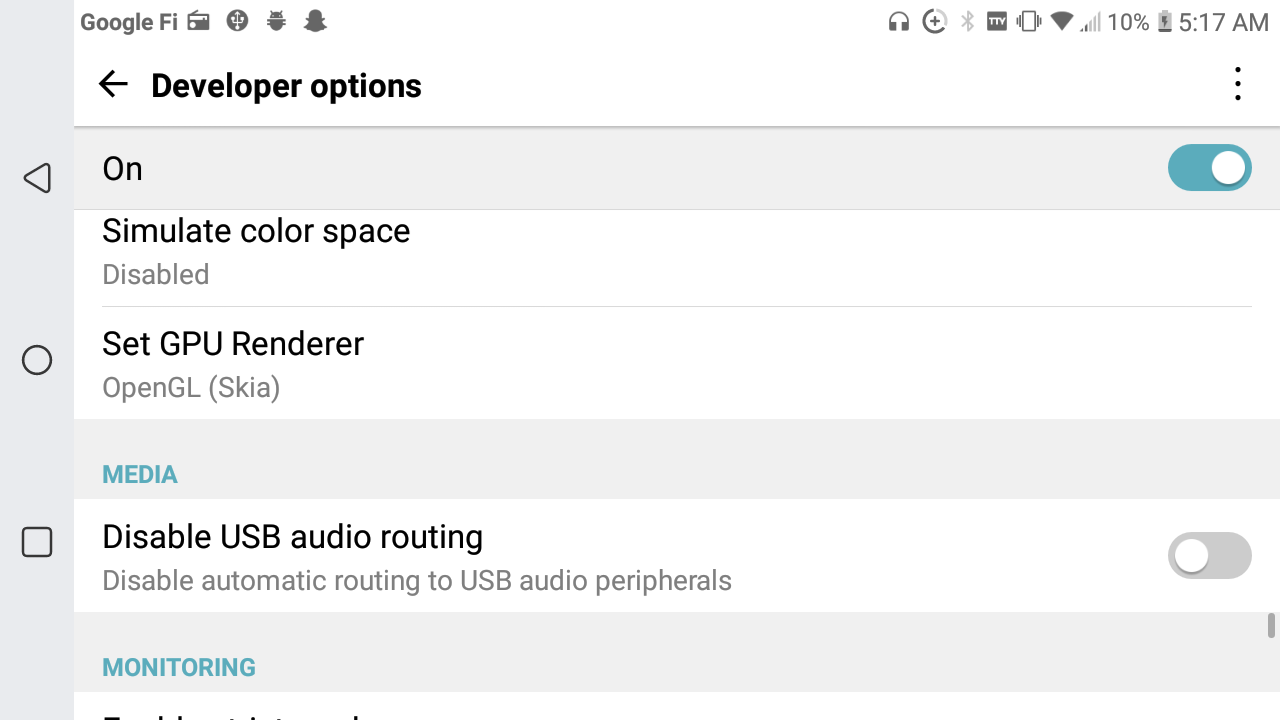 Google Fi TTY 10% 5:17 AM
Developer options
On
Simulate color space
Disabled
Set GPU Renderer
OpenGL (Skia)
MEDIA
Disable USB audio routing
Disable automatic routing to USB audio peripherals
MONITORING